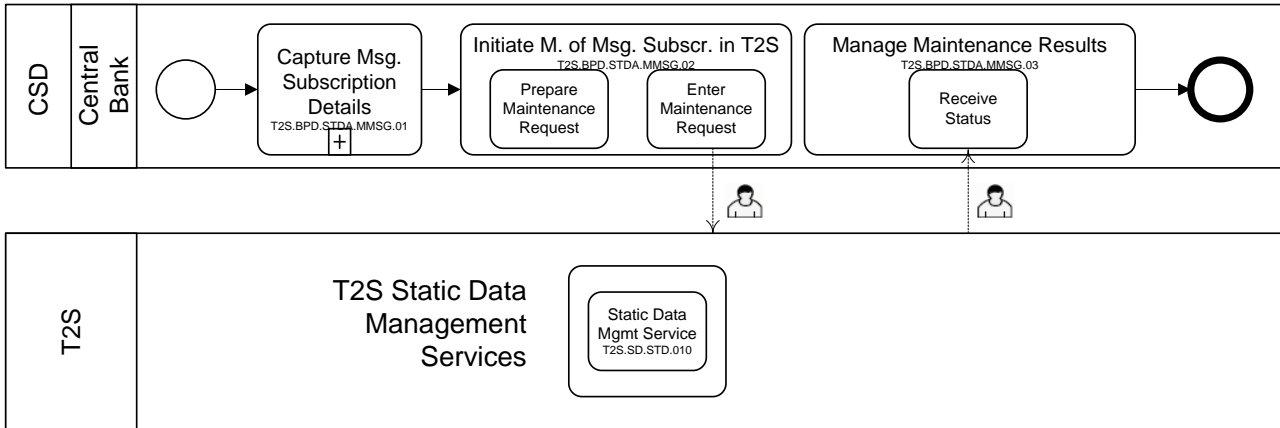 CSD
Central
Bank
Capture Msg.
Subscription
Details
T2S.BPD.STDA.MMSG.01
Initiate M. of Msg. Subscr. in T2S
T2S.BPD.STDA.MMSG.02
Prepare
Maintenance
Request
Enter
Maintenance
Request
Manage Maintenance Results
T2S.BPD.STDA.MMSG.03
Receive
Status
T2S
T2S Static Data
Management
Services
Static Data
Mgmt Service
T2S.SD.STD.010